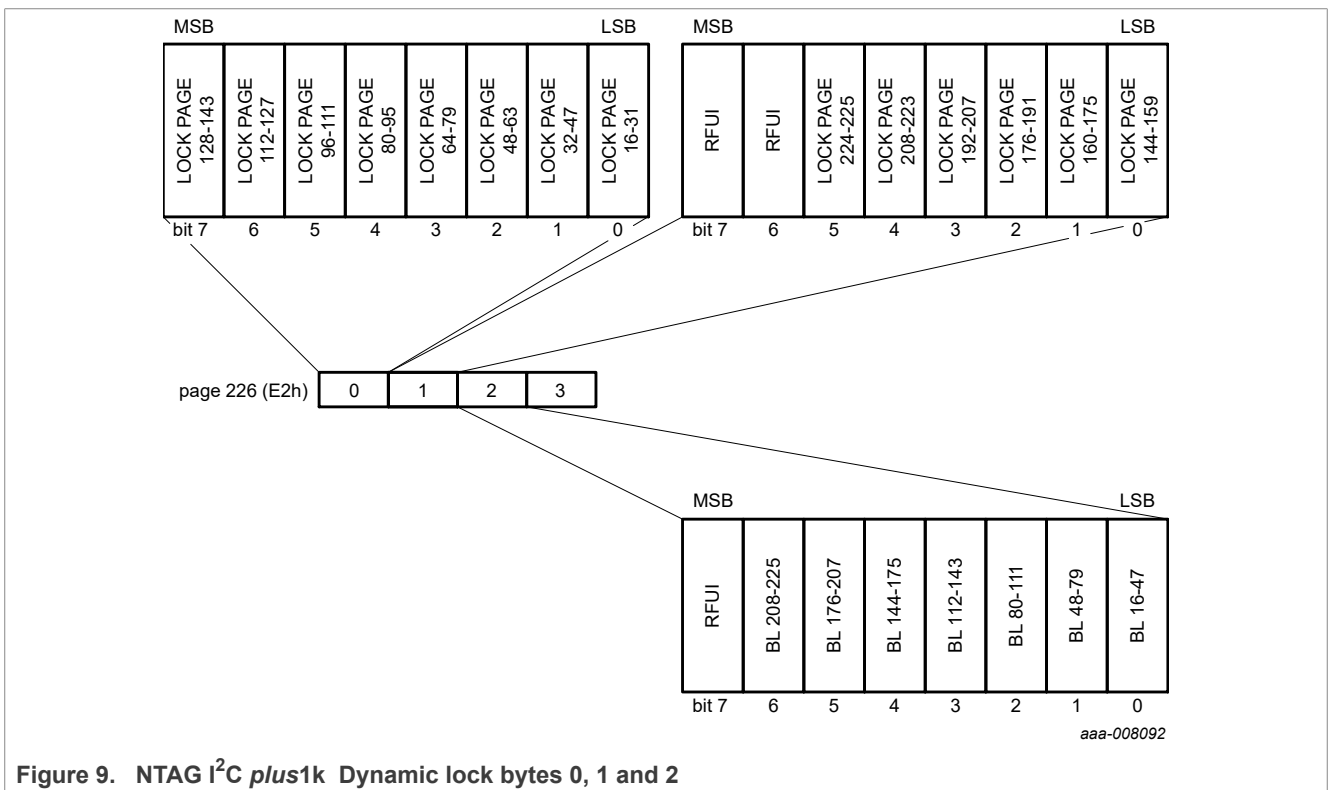 MSB LSB MSB LSB
LOCK PAGE 128-143
LOCK PAGE 112-127
LOCK PAGE 96-111
LOCK PAGE 80-95
LOCK PAGE 64-79
LOCK PAGE 48-63
LOCK PAGE 32-47
LOCK PAGE 16-31
RFUI
RFUI
LOCK PAGE 224-225
LOCK PAGE 208-223
LOCK PAGE 192-207
LOCK PAGE 176-191
LOCK PAGE 160-175
LOCK PAGE 144-159
bit 7 6 5 4 3 2 1 0 bit 7 6 5 4 3 2 1 0
page 226 (E2h) 0 1 2 3
MSB LSB
RFUI
BL 208-225
BL 176-207
BL 144-175
BL 112-143
BL 80-111
BL 48-79
BL 16-47
bit 7 6 5 4 3 2 1 0
aaa-008092
Figure 9. NTAG I²C plus1k Dynamic lock bytes 0, 1 and 2